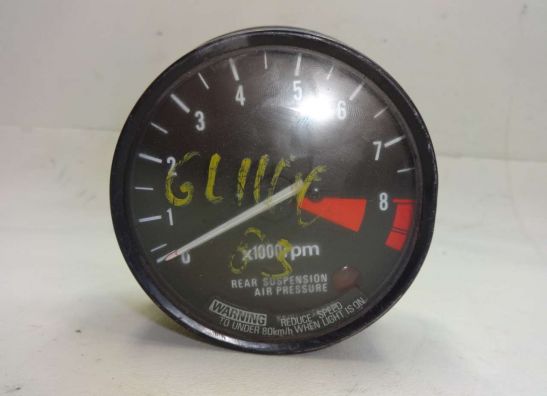 5
4
6
3
7
2
GL1100
8
1
83
0
x1000rpm
REAR SUSPENSION
AIR PRESSURE
WARNING REDUCE SPEED
TO UNDER 80km/h WHEN LIGHT IS ON.